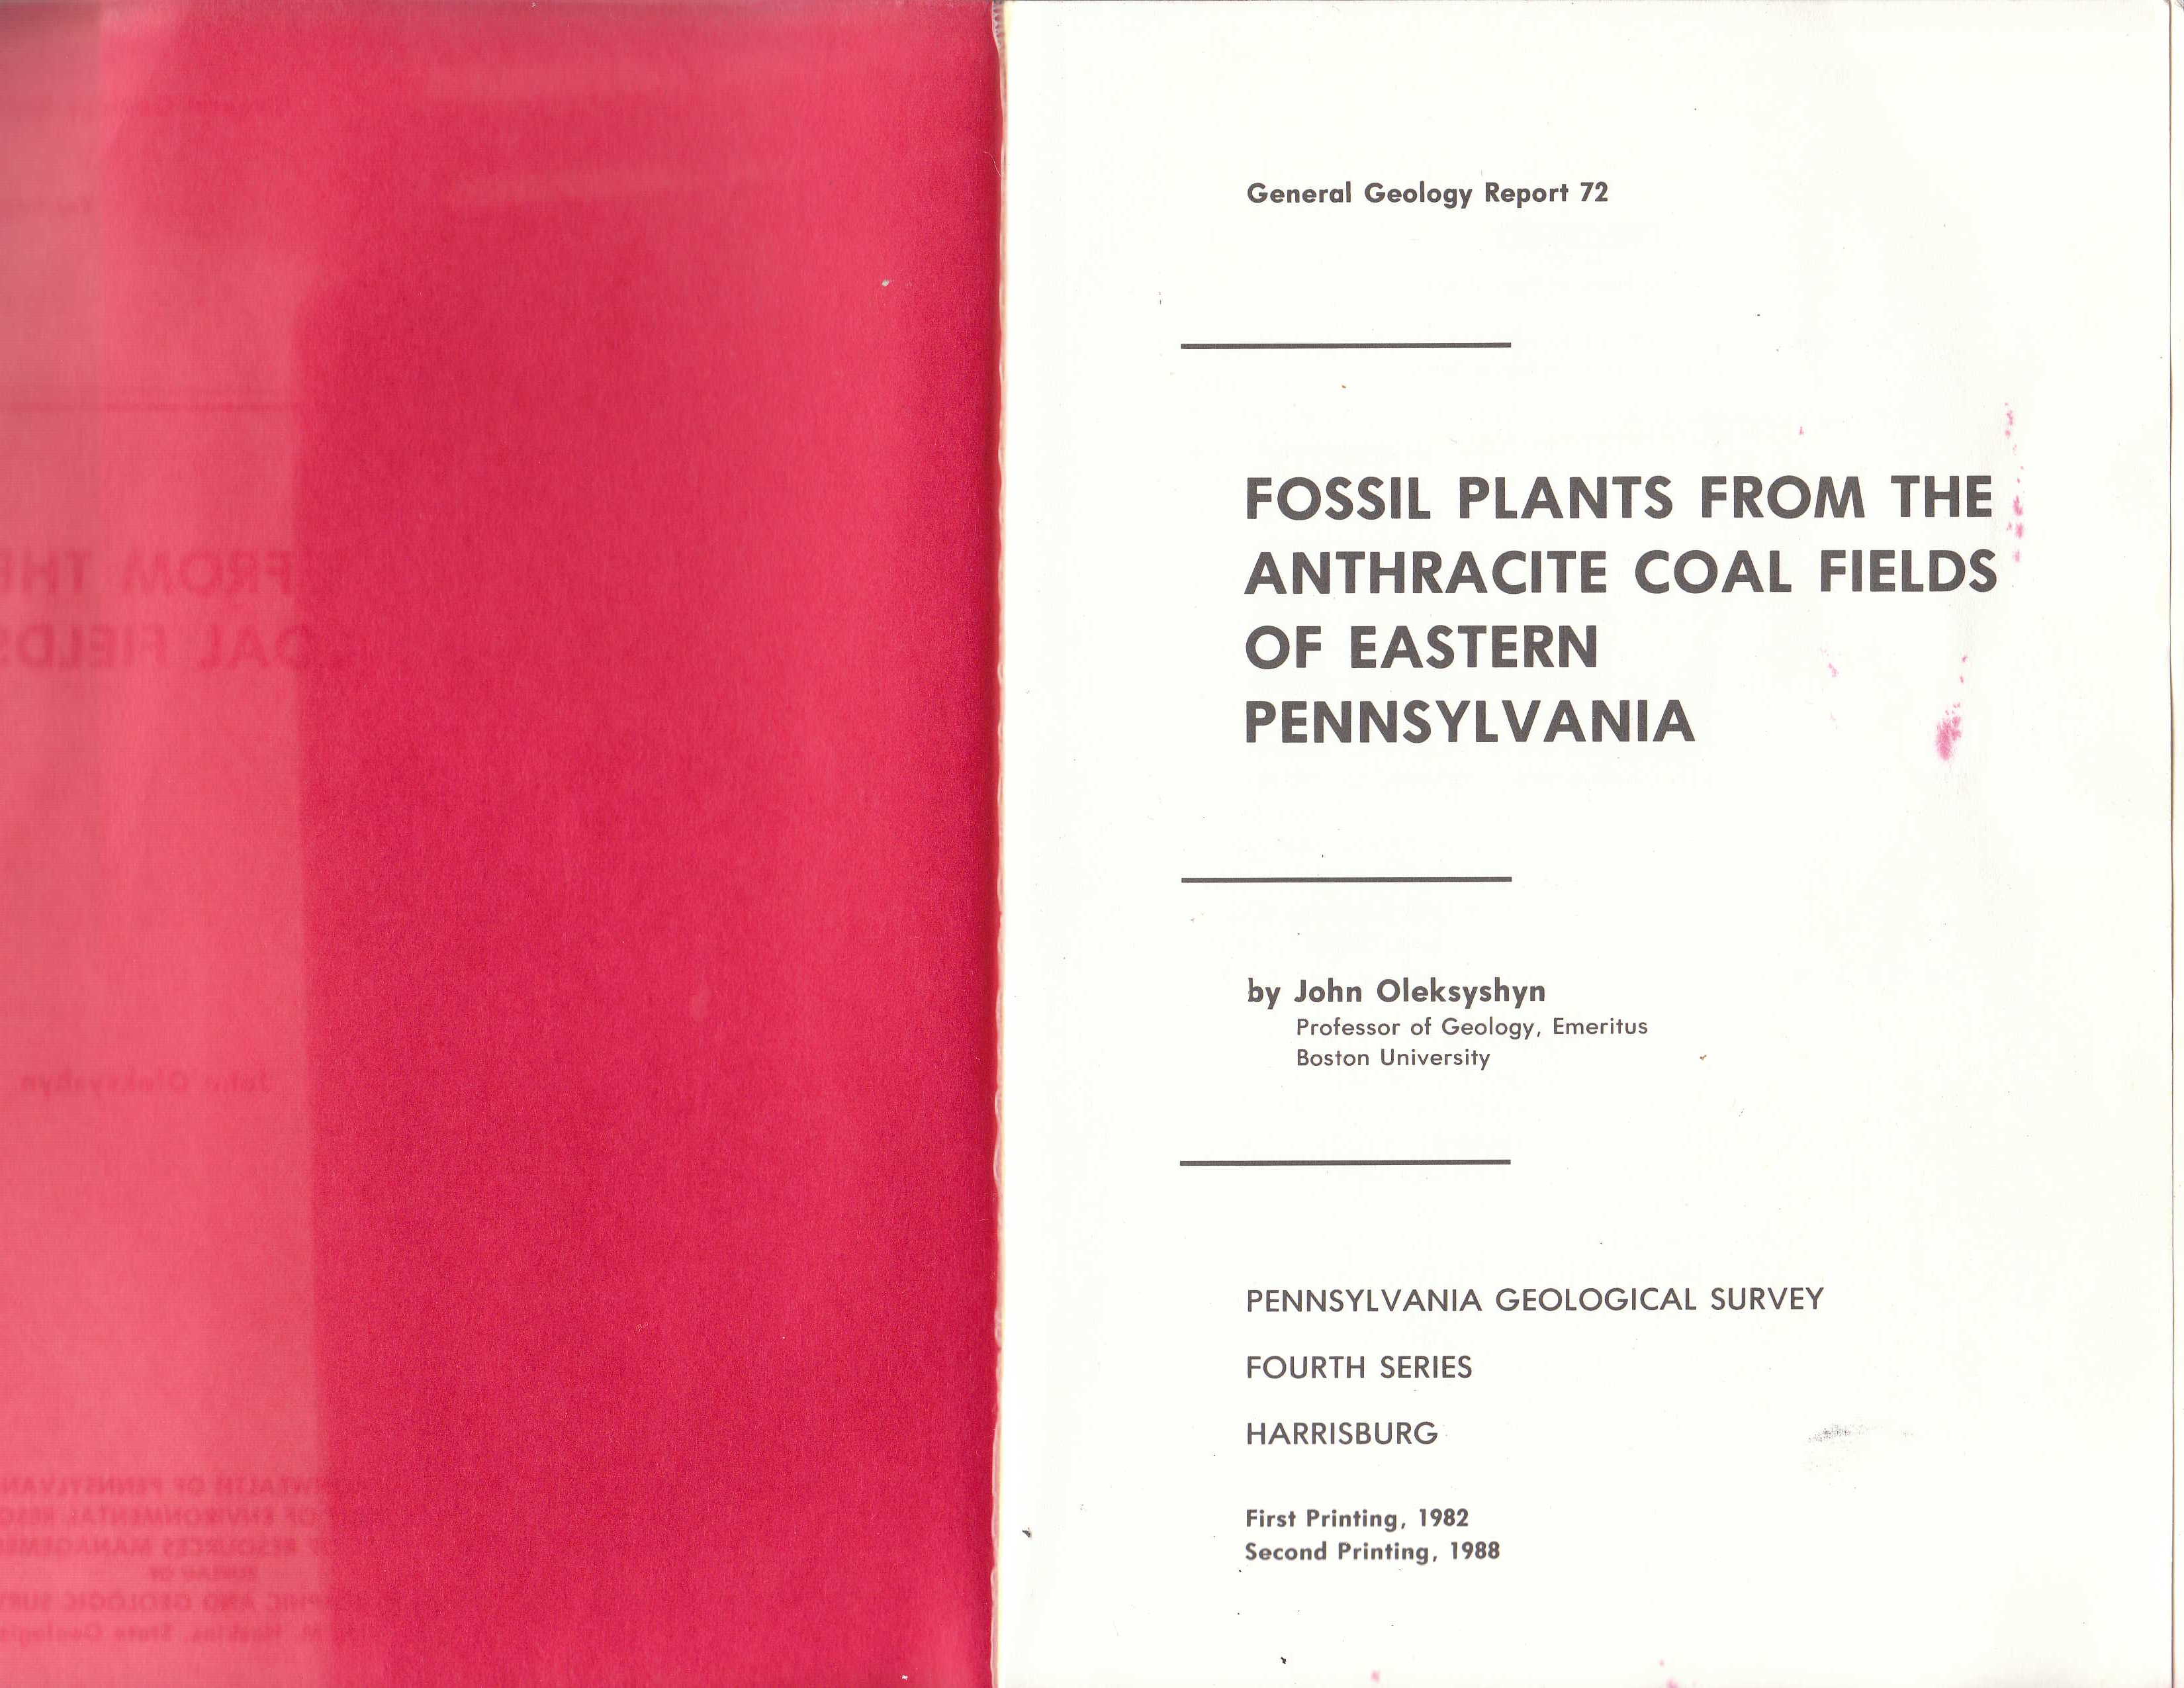 General Geology Report 72
FOSSIL PLANTS FROM THE
ANTHRACITE COAL FIELDS
OF EASTERN
PENNSYLVANIA
by John Oleksyshyn
Professor of Geology, Emeritus
Boston University
PENNSYLVANIA GEOLOGICAL SURVEY
FOURTH SERIES
HARRISBURG
First Printing, 1982
Second Printing, 1988